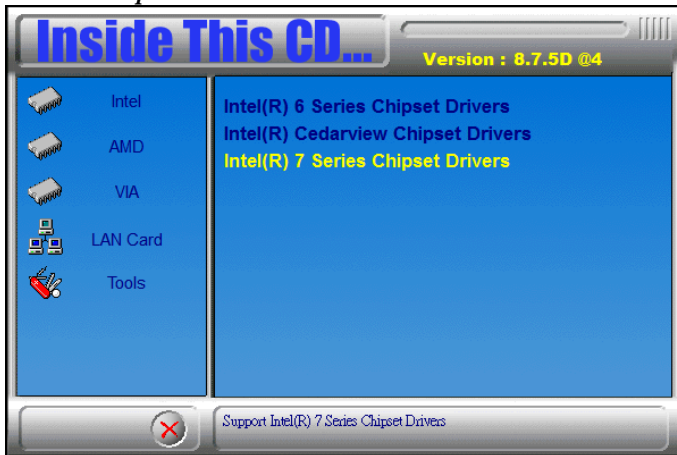 Inside This CD...
Version : 8.7.5D @4
Intel
AMD
VIA
LAN Card
Tools
Intel(R) 6 Series Chipset Drivers
Intel(R) Cedarview Chipset Drivers
Intel(R) 7 Series Chipset Drivers
Support Intel(R) 7 Series Chipset Drivers